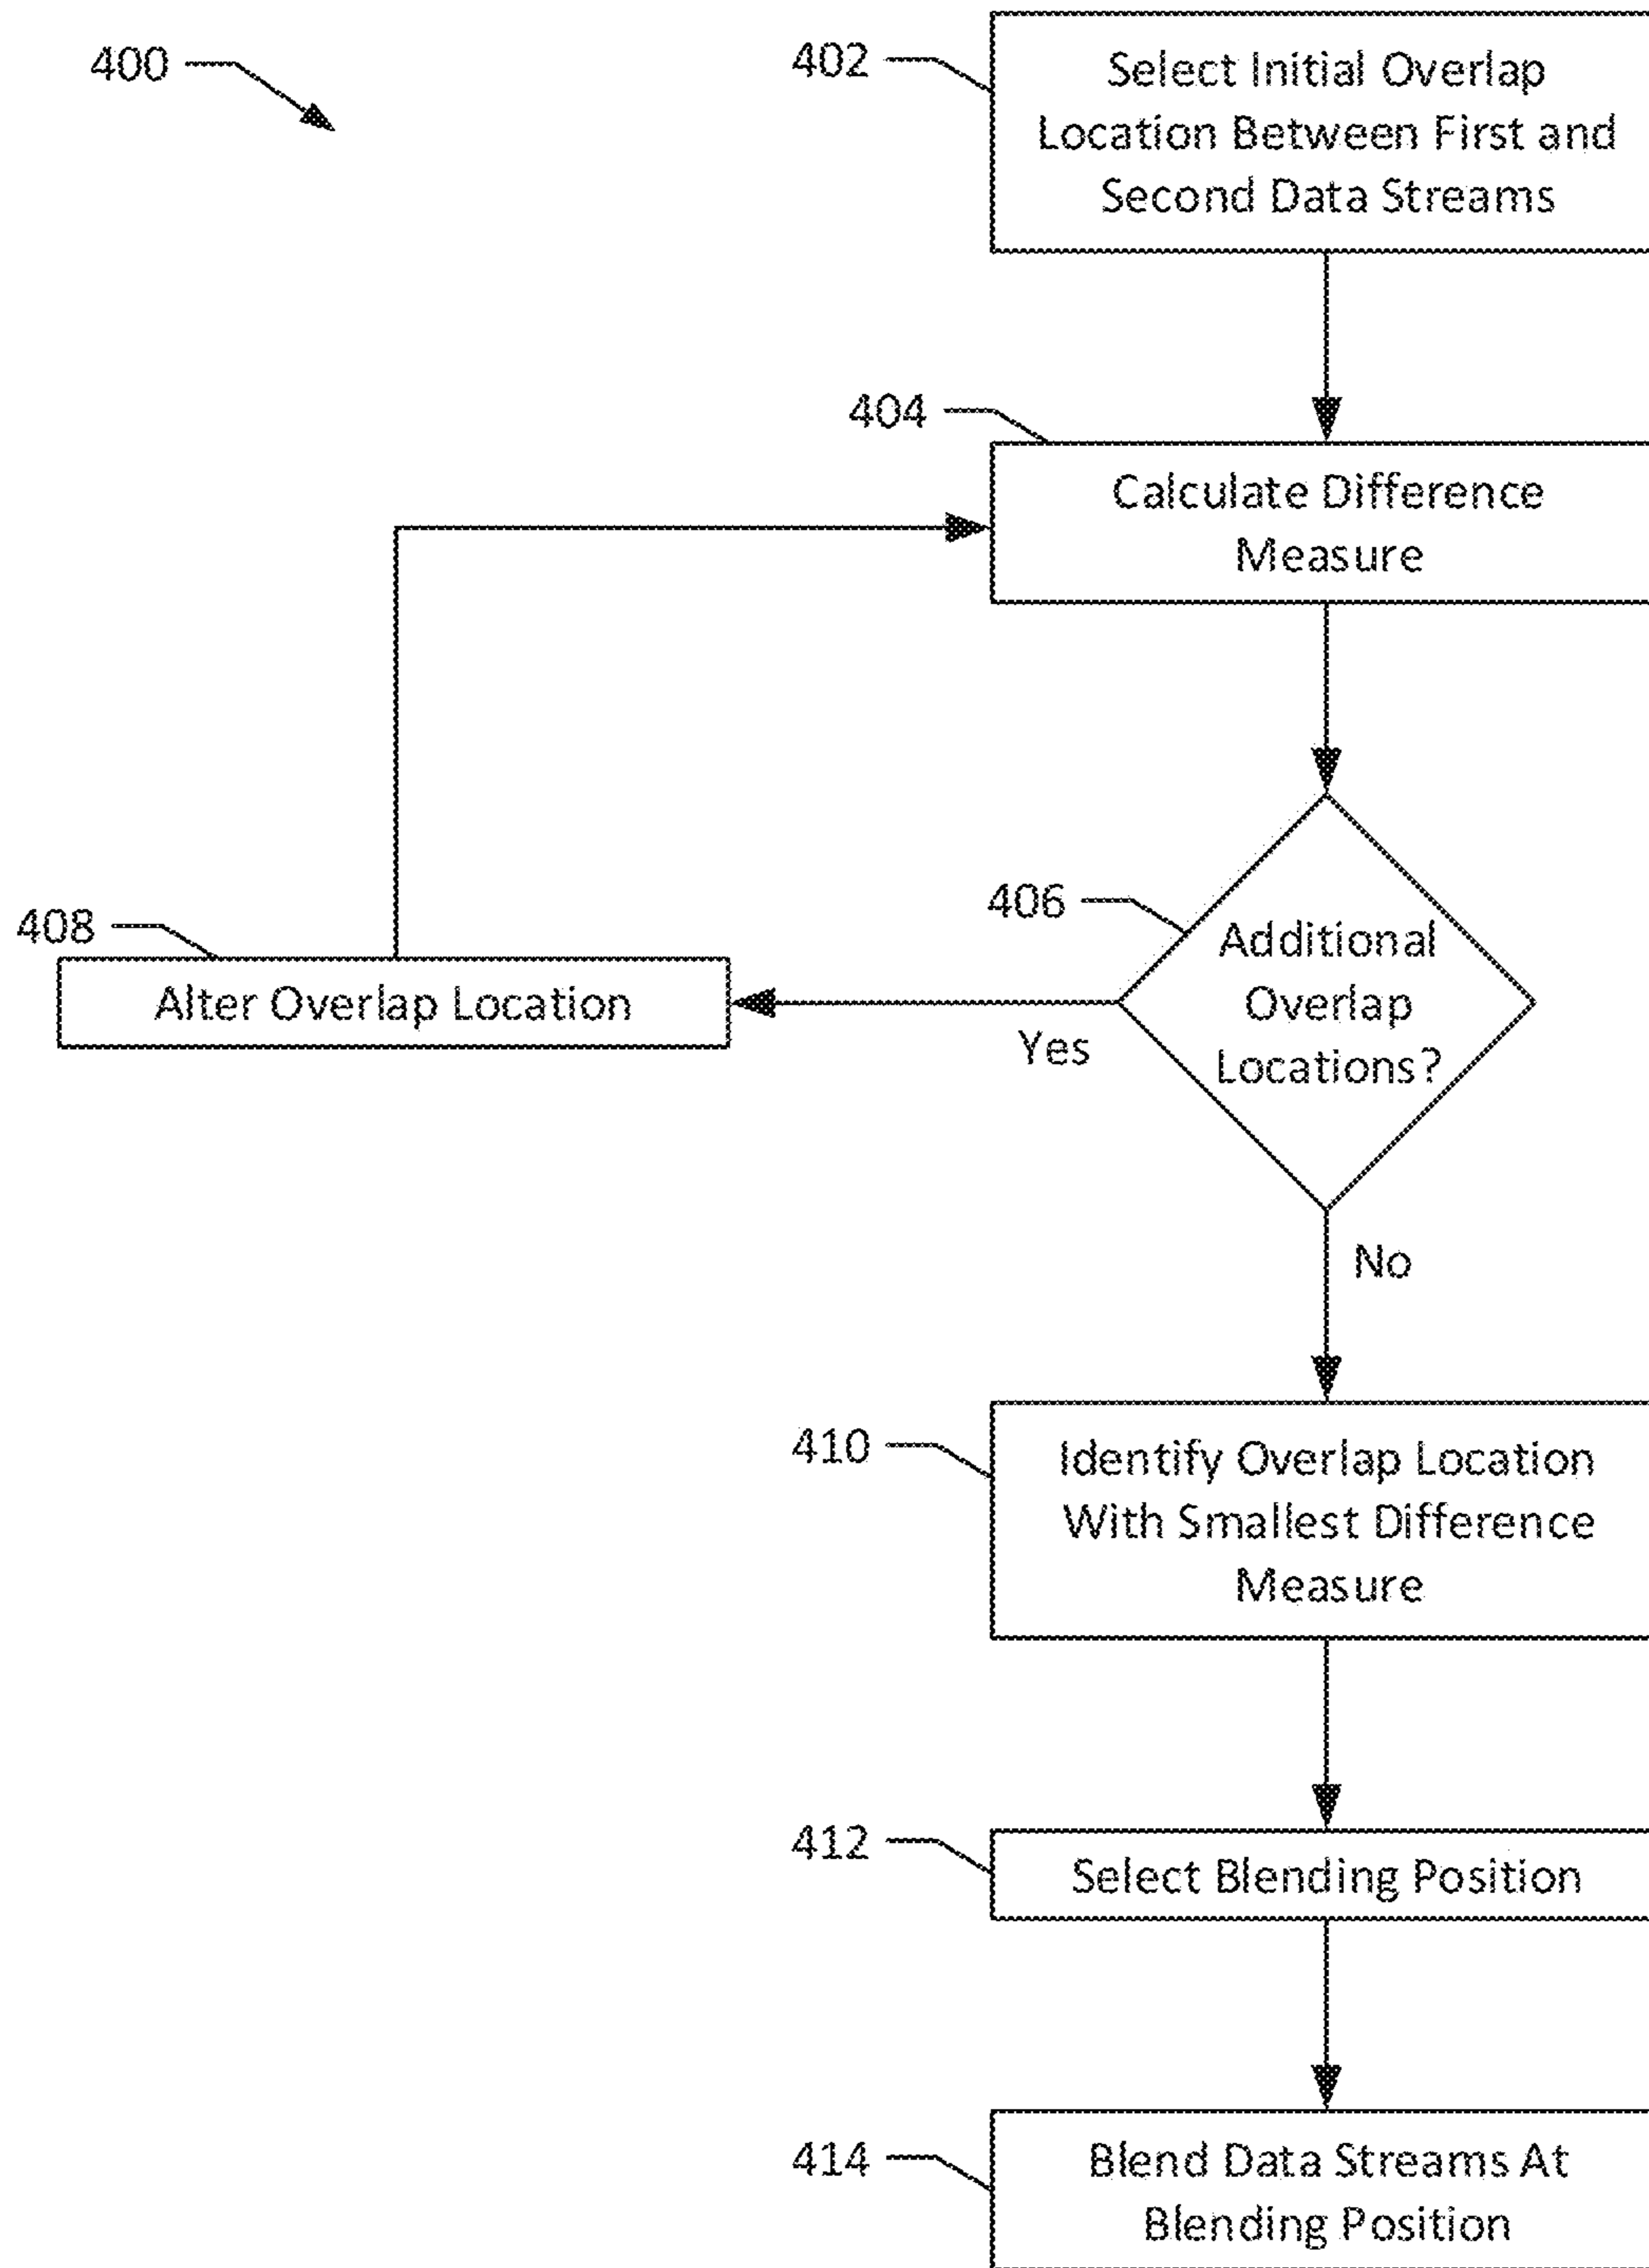 400
402
Select Initial Overlap
Location Between First and
Second Data Streams
404
Calculate Difference
Measure
406
Additional
Overlap
Locations?
408
Alter Overlap Location
Yes
No
410
Identify Overlap Location
With Smallest Difference
Measure
412
Select Blending Position
414
Blend Data Streams At
Blending Position